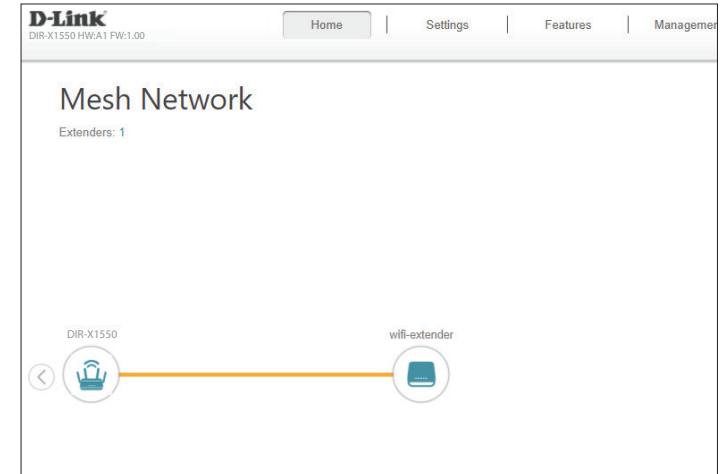 D-Link
DIR-X1550 HW:A1 FW:1.00
Home
Settings
Features
Mesh Network
Extenders: 1
DIR-X1550
wifi-extender